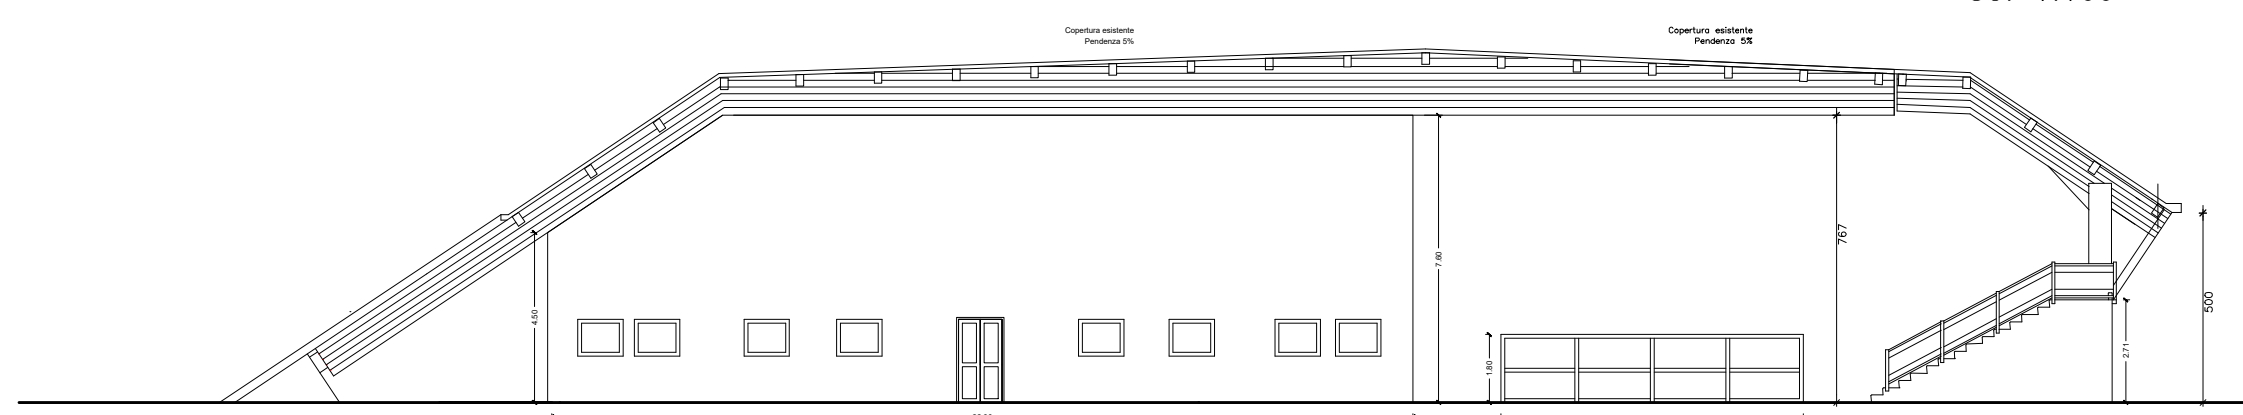 Copertura esistente
Pendenza 5%
Copertura esistente
Pendenza 5%
4.50
7.60
767
1.80
2.71
500